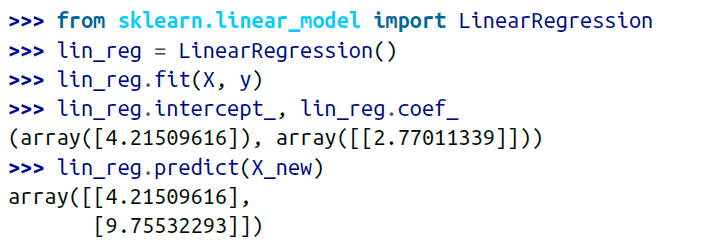 >>> from sklearn.linear_model import LinearRegression
>>> lin_reg = LinearRegression()
>>> lin_reg.fit(X, y)
>>> lin_reg.intercept_, lin_reg.coef_
(array([4.21509616]), array([[2.77011339]]))
>>> lin_reg.predict(X_new)
array([[4.21509616],
       [9.75532293]])